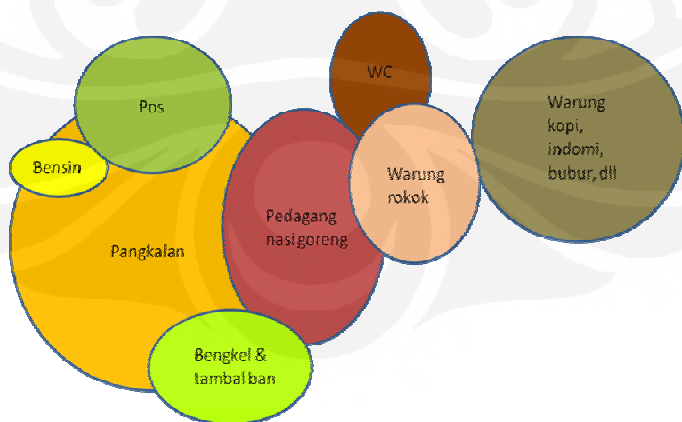 WC
Pos
Warung
kopi,
indomi,
bubur, dll
Bensin
Warung
rokok
Pedagang
nasi goreng
Pangkalan
Bengkel &
tambal ban